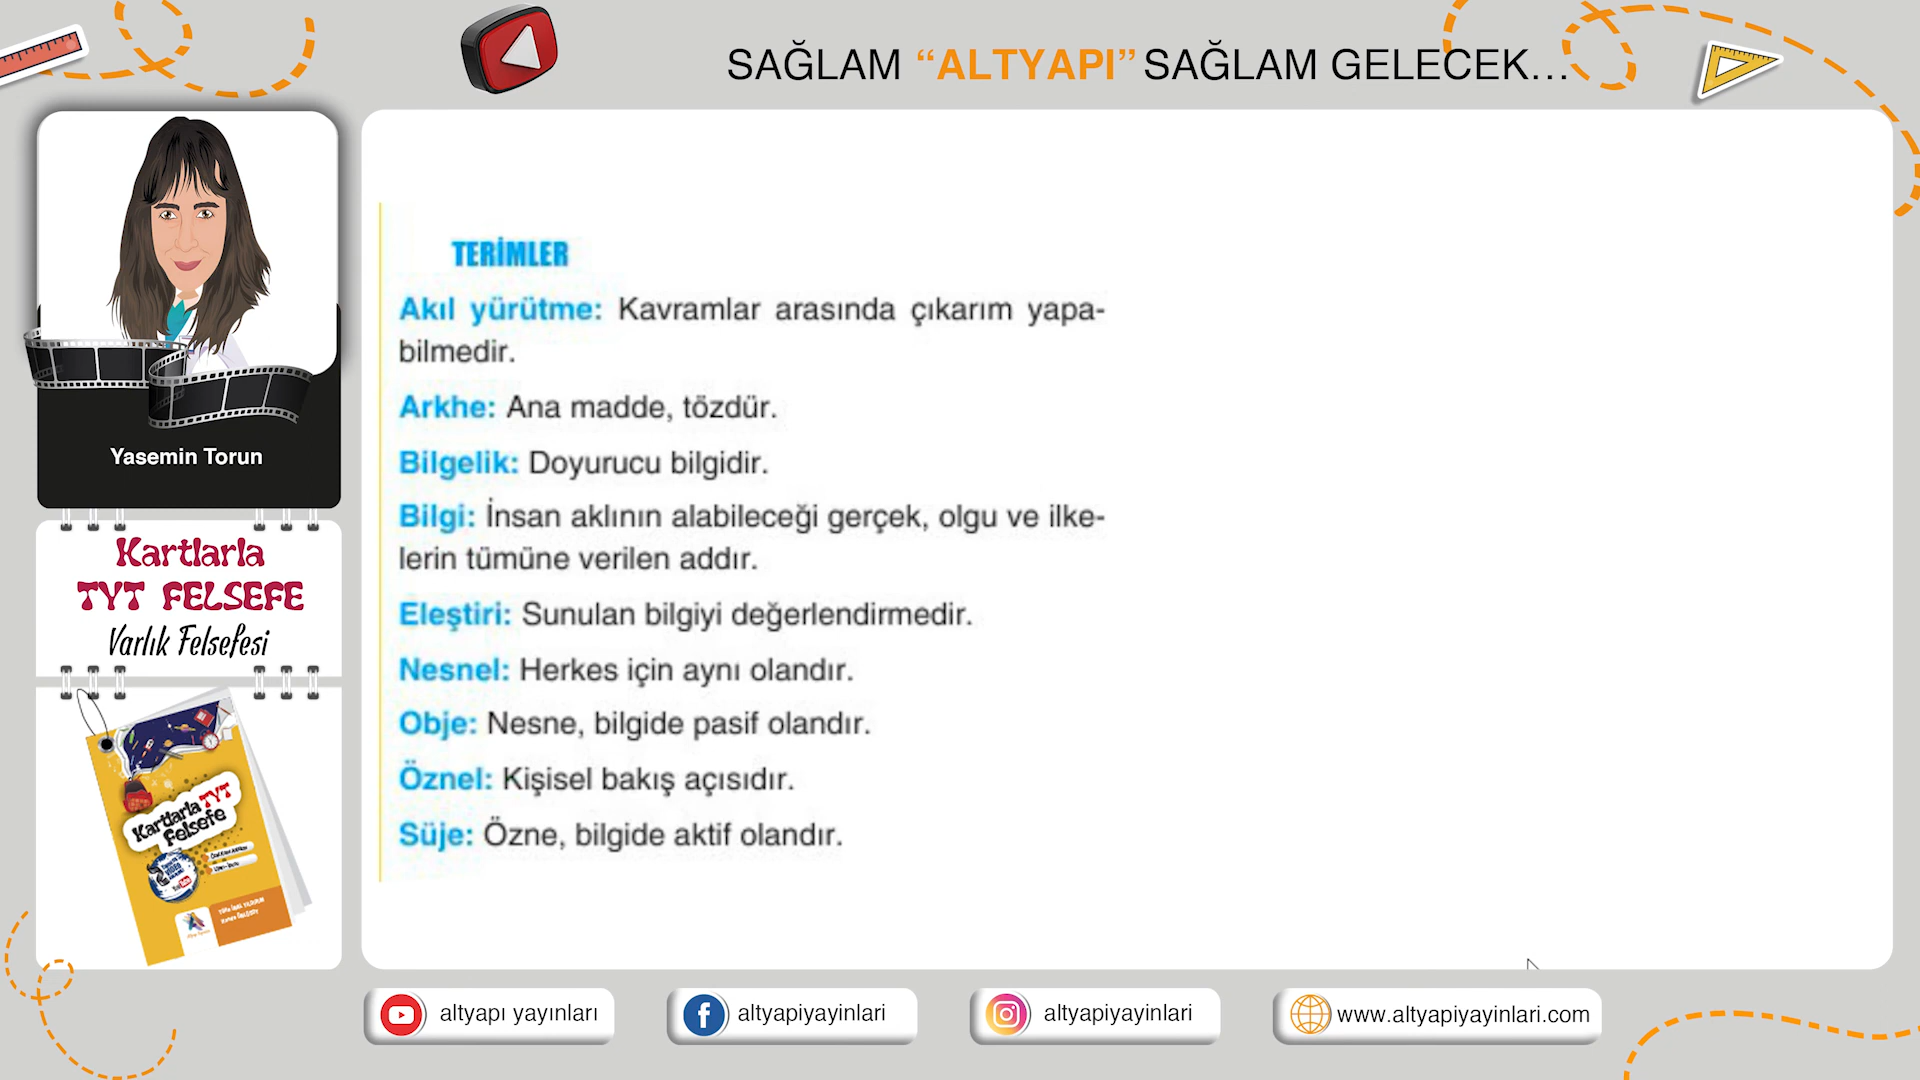 SAĞLAM “ALTYAPI” SAĞLAM GELECEK...
Yasemin Torun
Kartlarla
TYT FELSEFE
Varlık Felsefesi
Kartlarla TYT
Felsefe
TERİMLER
Akıl yürütme: Kavramlar arasında çıkarım yapa-
bilmedir.
Arkhe: Ana madde, tözdür.
Bilgelik: Doyurucu bilgidir.
Bilgi: İnsan aklının alabileceği gerçek, olgu ve ilke-
lerin tümüne verilen addır.
Eleştiri: Sunulan bilgiyi değerlendirmedir.
Nesnel: Herkes için aynı olandır.
Obje: Nesne, bilgide pasif olandır.
Öznel: Kişisel bakış açısıdır.
Süje: Özne, bilgide aktif olandır.
altyapı yayınları
altyapiyayinlari
altyapiyayinlari
www.altyapiyayinlari.com